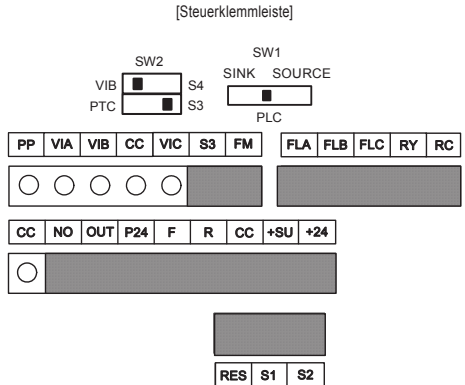 [Steuerklemmleiste]
SW2
SW1
VIB S4
SINK SOURCE
PTC S3
PLC
PP VIA VIB CC VIC S3 FM
FLA FLB FLC RY RC
CC NO OUT P24 F R CC +SU +24
RES S1 S2